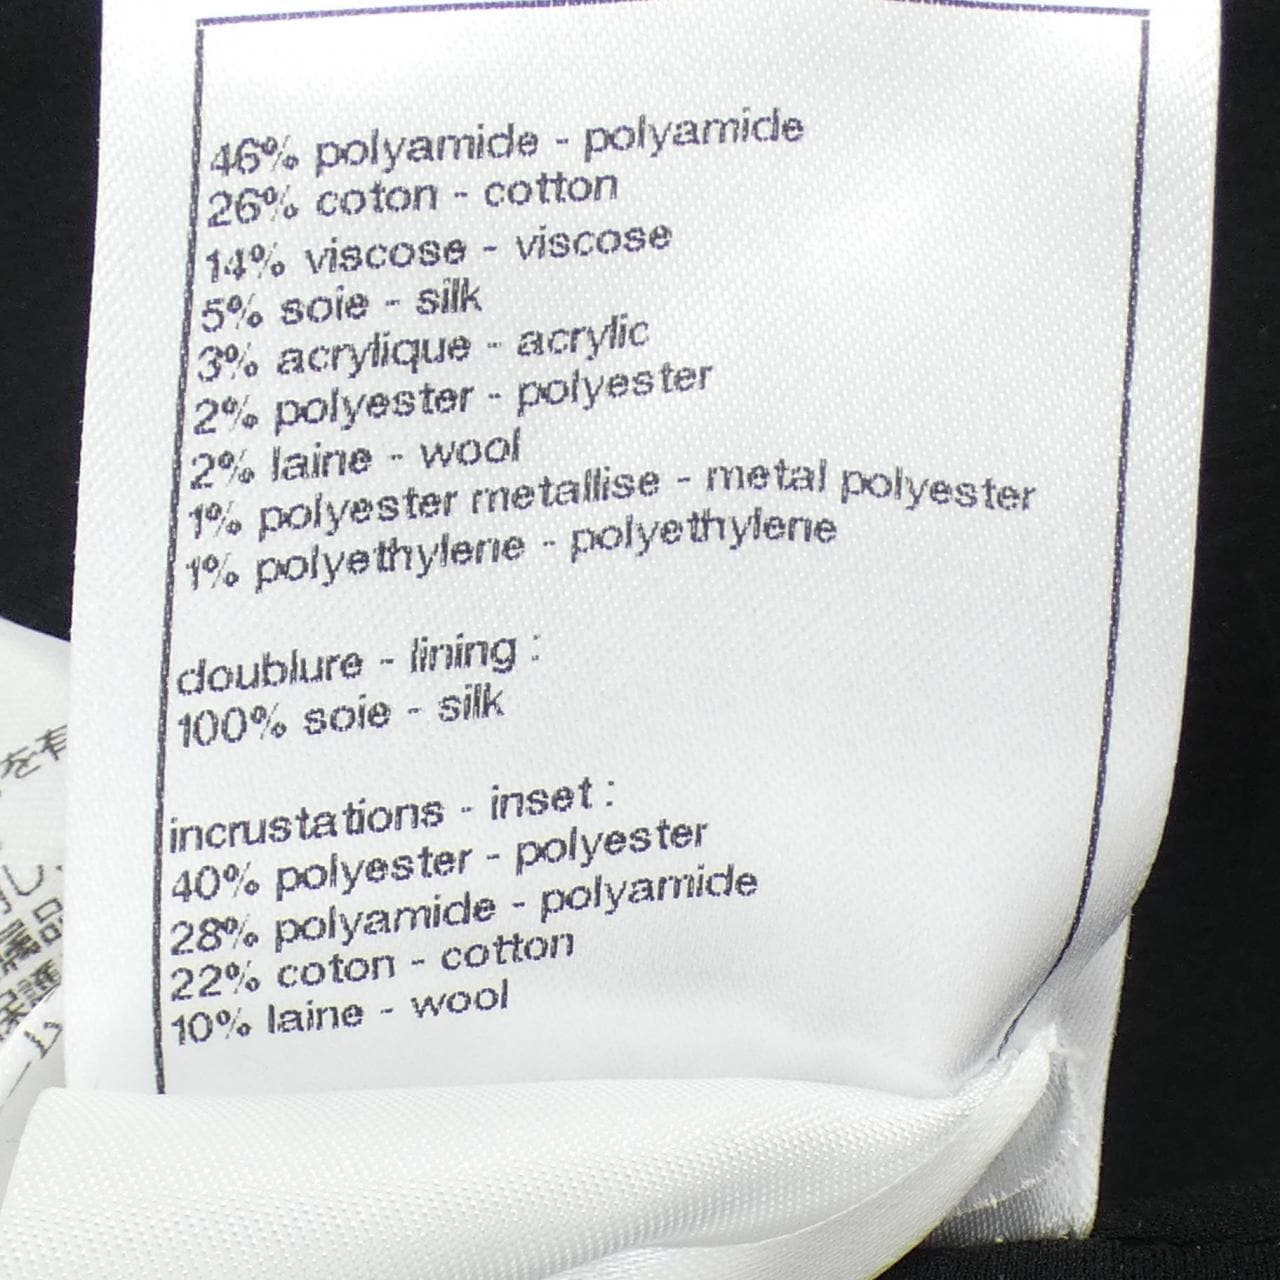 46% polyamide - polyamide
26% coton - cotton
14% viscose - viscose
5% soie - silk
3% acrylique - acrylic
2% polyester - polyester
2% laine - wool
1% polyester metallise - metal polyester
1% polyethylene - polyethylene
doublure - lining :
100% soie - silk
incrustations - inset :
40% polyester - polyester
28% polyamide - polyamide
22% coton - cotton
10% laine - wool